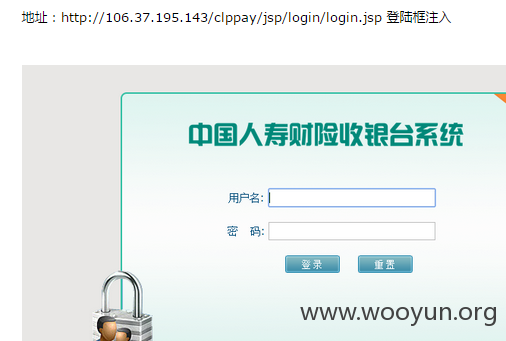 地址：http://106.37.195.143/clppay/jsp/login/login.jsp 登陆框注入
中国人寿财险收银台系统
用户名:
密 码:
登录 重置
www.wooyun.org